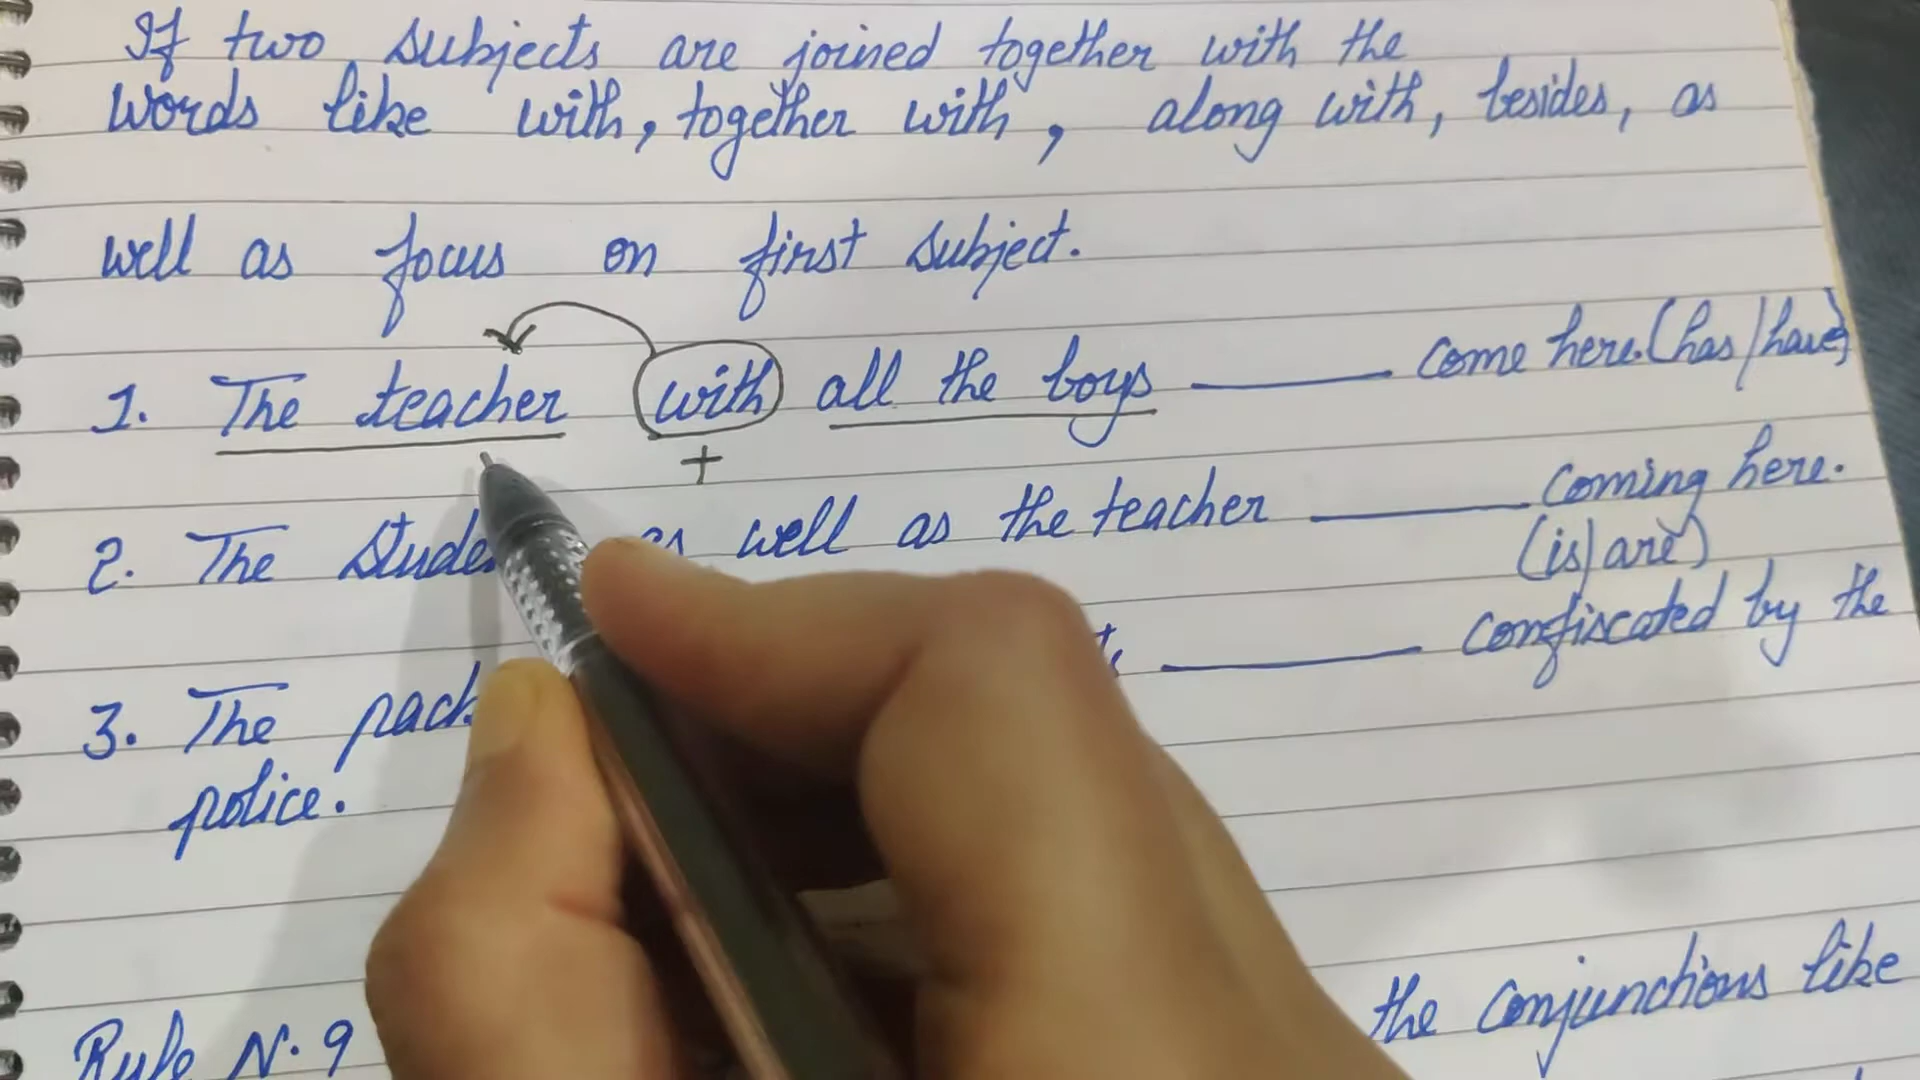 If two subjects are joined together with the
words like with, together with, along with, besides, as
well as focus on first subject.
1. The teacher with all the boys ______ come here. (has/have)
+
2. The as well as the teacher ______ coming here.
(is/are)
3. The ______ confiscated by the
police.
Rule N. 9 the conjunctions like